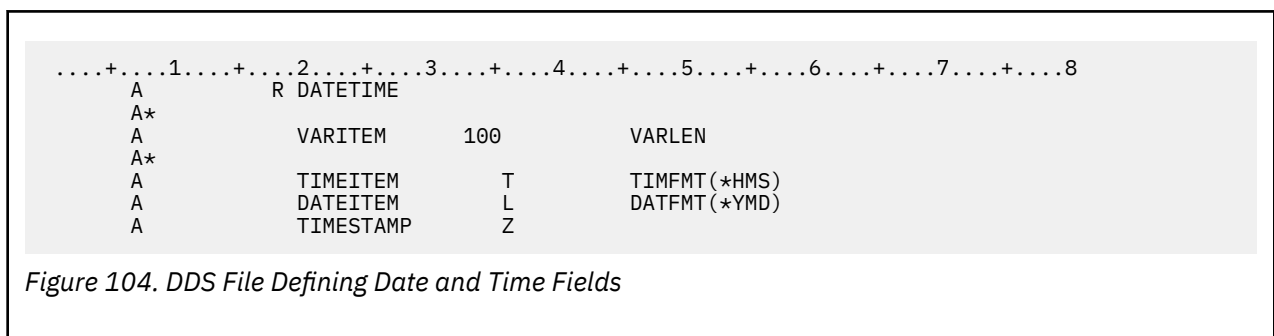 ....+....1....+....2....+....3....+....4....+....5....+....6....+....7....+....8
A R DATETIME
A*
A VARITEM 100 VARLEN
A*
A TIMEITEM T TIMFMT(*HMS)
A DATEITEM L DATFMT(*YMD)
A TIMESTAMP Z
Figure 104. DDS File Defining Date and Time Fields